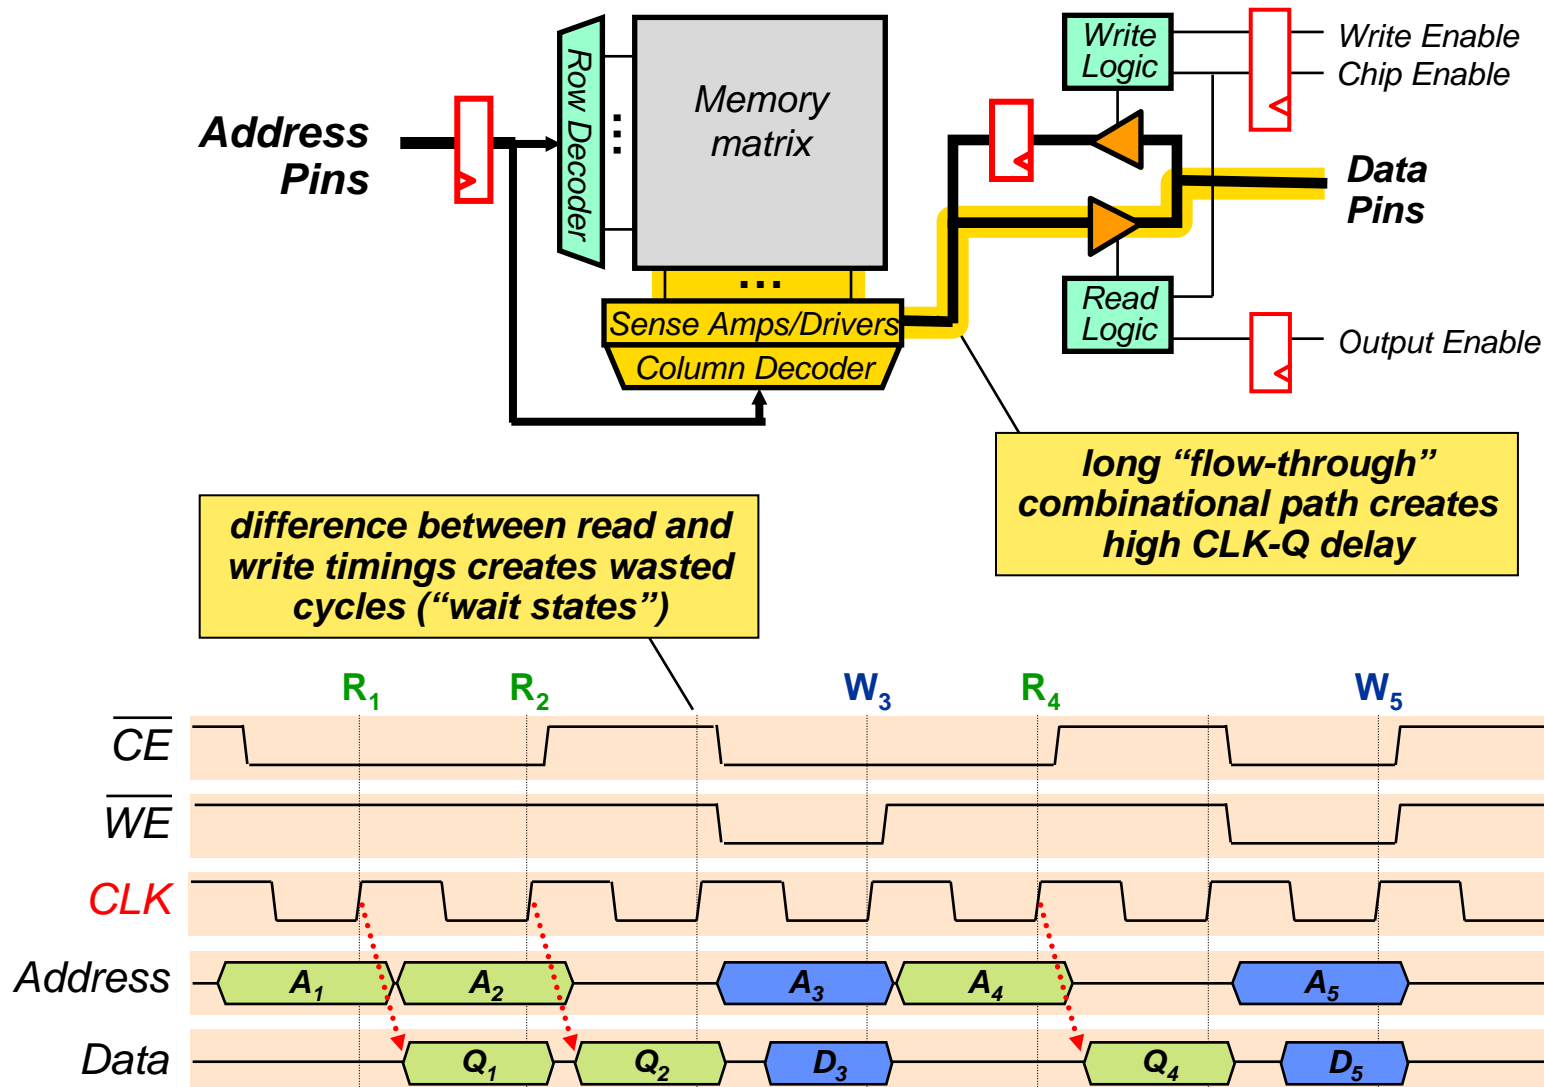 Write
Logic
Write Enable
Chip Enable
Row Decoder
Memory
matrix
Address
Pins
Data
Pins
...
...
Sense Amps/Drivers
Column Decoder
Read
Logic
Output Enable
long “flow-through”
combinational path creates
high CLK-Q delay
difference between read and
write timings creates wasted
cycles (“wait states”)
R1 R2 W3 R4 W5
CE
WE
CLK
Address A1 A2 A3 A4 A5
Data Q1 Q2 D3 Q4 D5